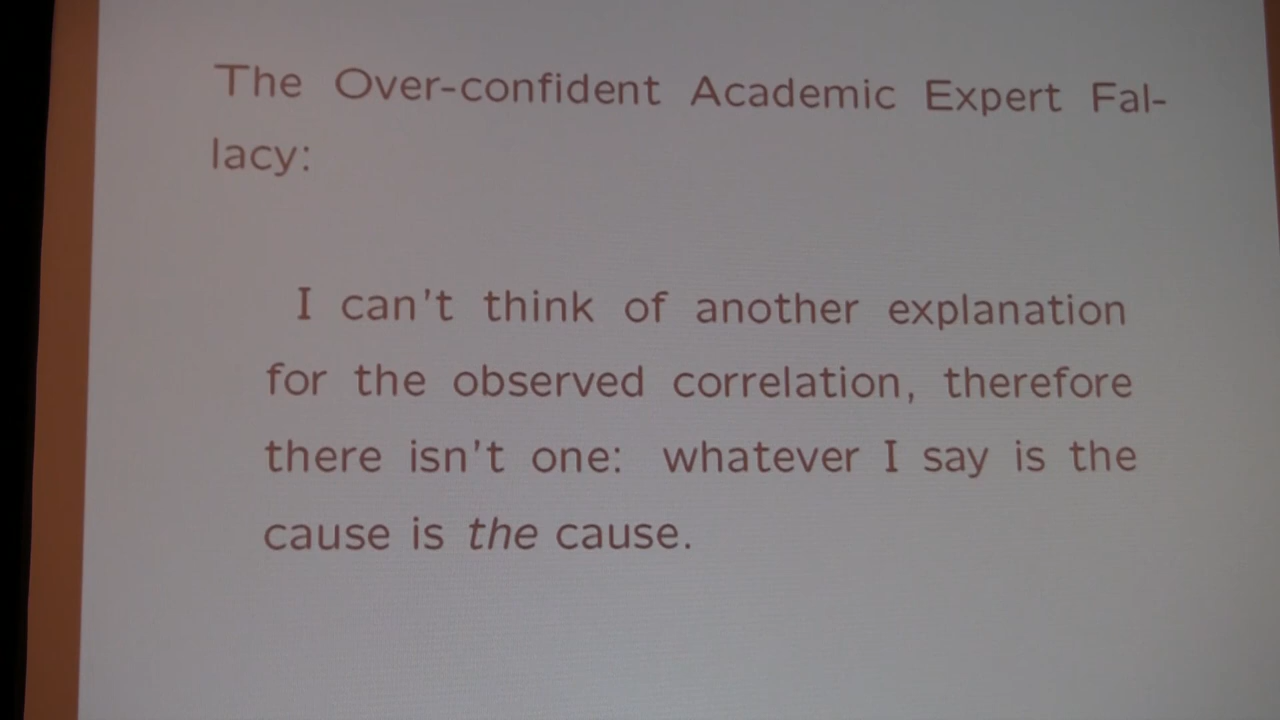 The Over-confident Academic Expert Fal-
lacy:
I can't think of another explanation
for the observed correlation, therefore
there isn't one: whatever I say is the
cause is the cause.